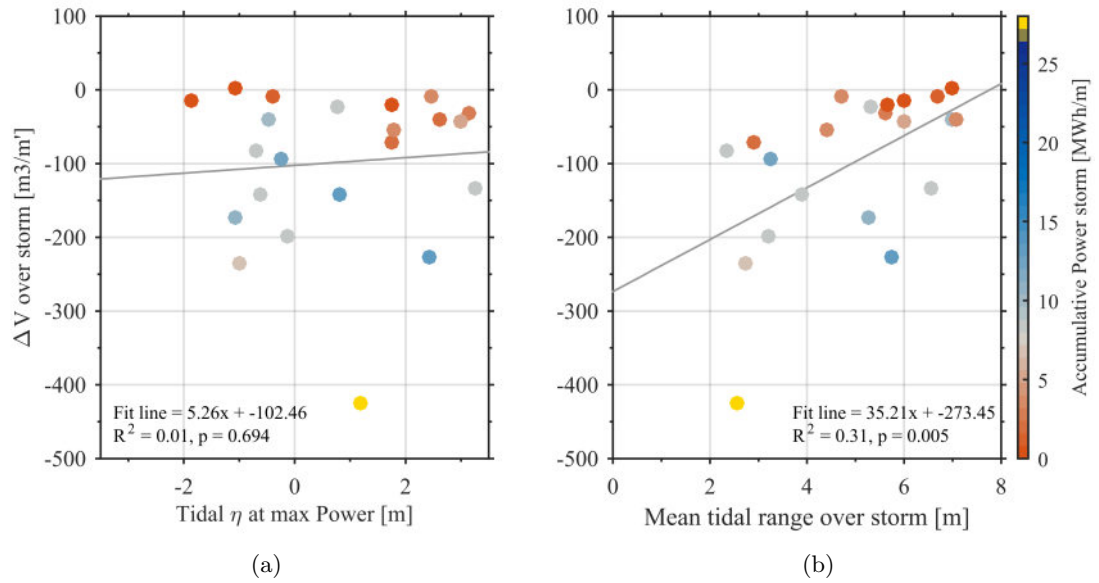 100
0
-100
-200
-300
-400
-500
ΔV over storm [m3/m']
-2
0
2
Tidal η at max Power [m]
Fit line = 5.26x + -102.46
R² = 0.01, p = 0.694
(a)
100
0
-100
-200
-300
-400
-500
0
2
4
6
8
Mean tidal range over storm [m]
Fit line = 35.21x + -273.45
R² = 0.31, p = 0.005
(b)
25
20
15
10
5
0
Accumulative Power storm [MWh/m]